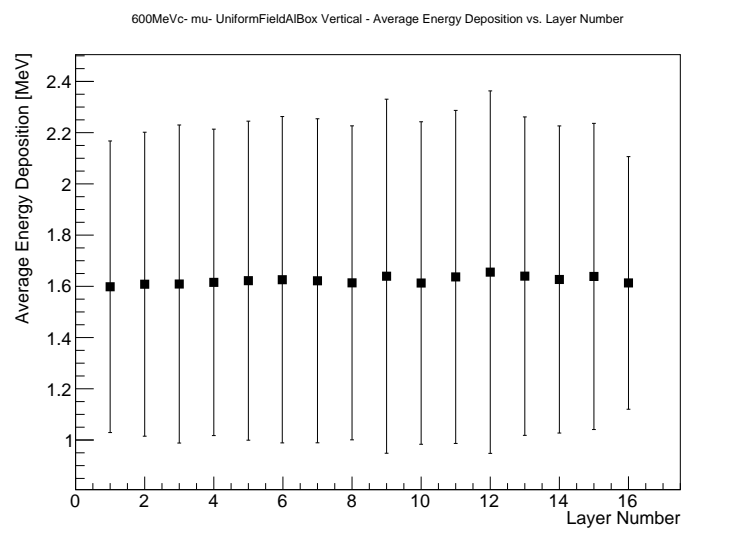 600MeVc- mu- UniformFieldAlBox Vertical - Average Energy Deposition vs. Layer Number
Average Energy Deposition [MeV]
2.4
2.2
2
1.8
1.6
1.4
1.2
1
0 2 4 6 8 10 12 14 16
Layer Number